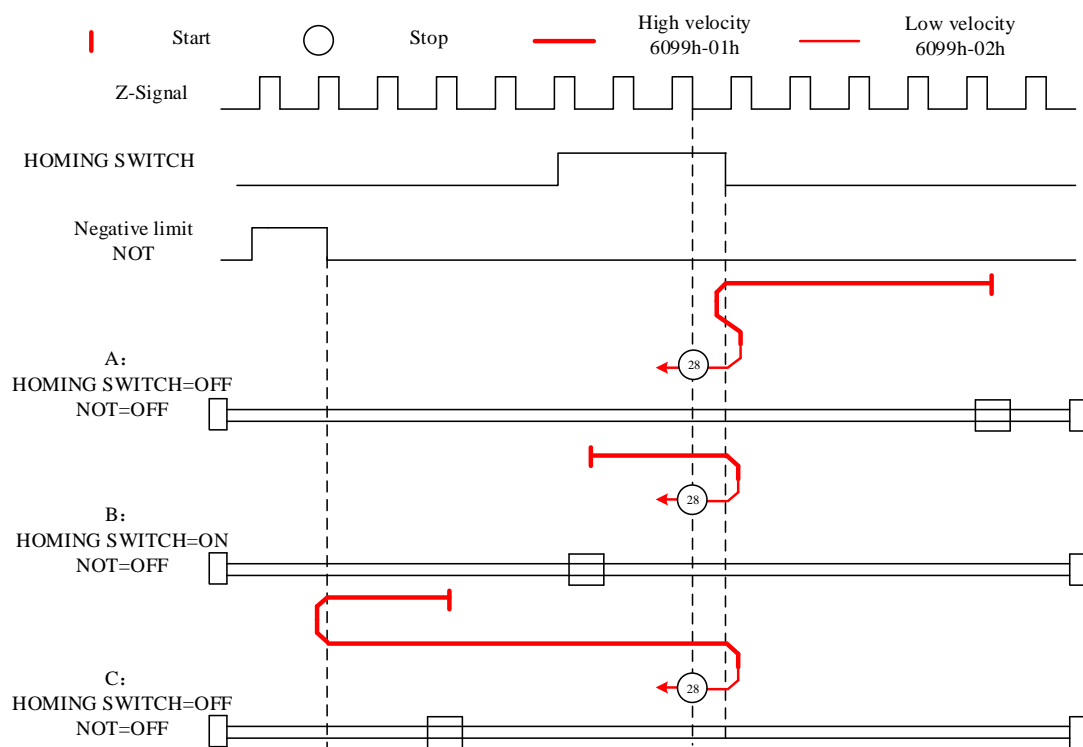 Start
Stop
High velocity
6099h-01h
Low velocity
6099h-02h
Z-Signal
HOMING SWITCH
Negative limit
NOT
28
A：
HOMING SWITCH=OFF
NOT=OFF
28
B：
HOMING SWITCH=ON
NOT=OFF
28
C：
HOMING SWITCH=OFF
NOT=OFF